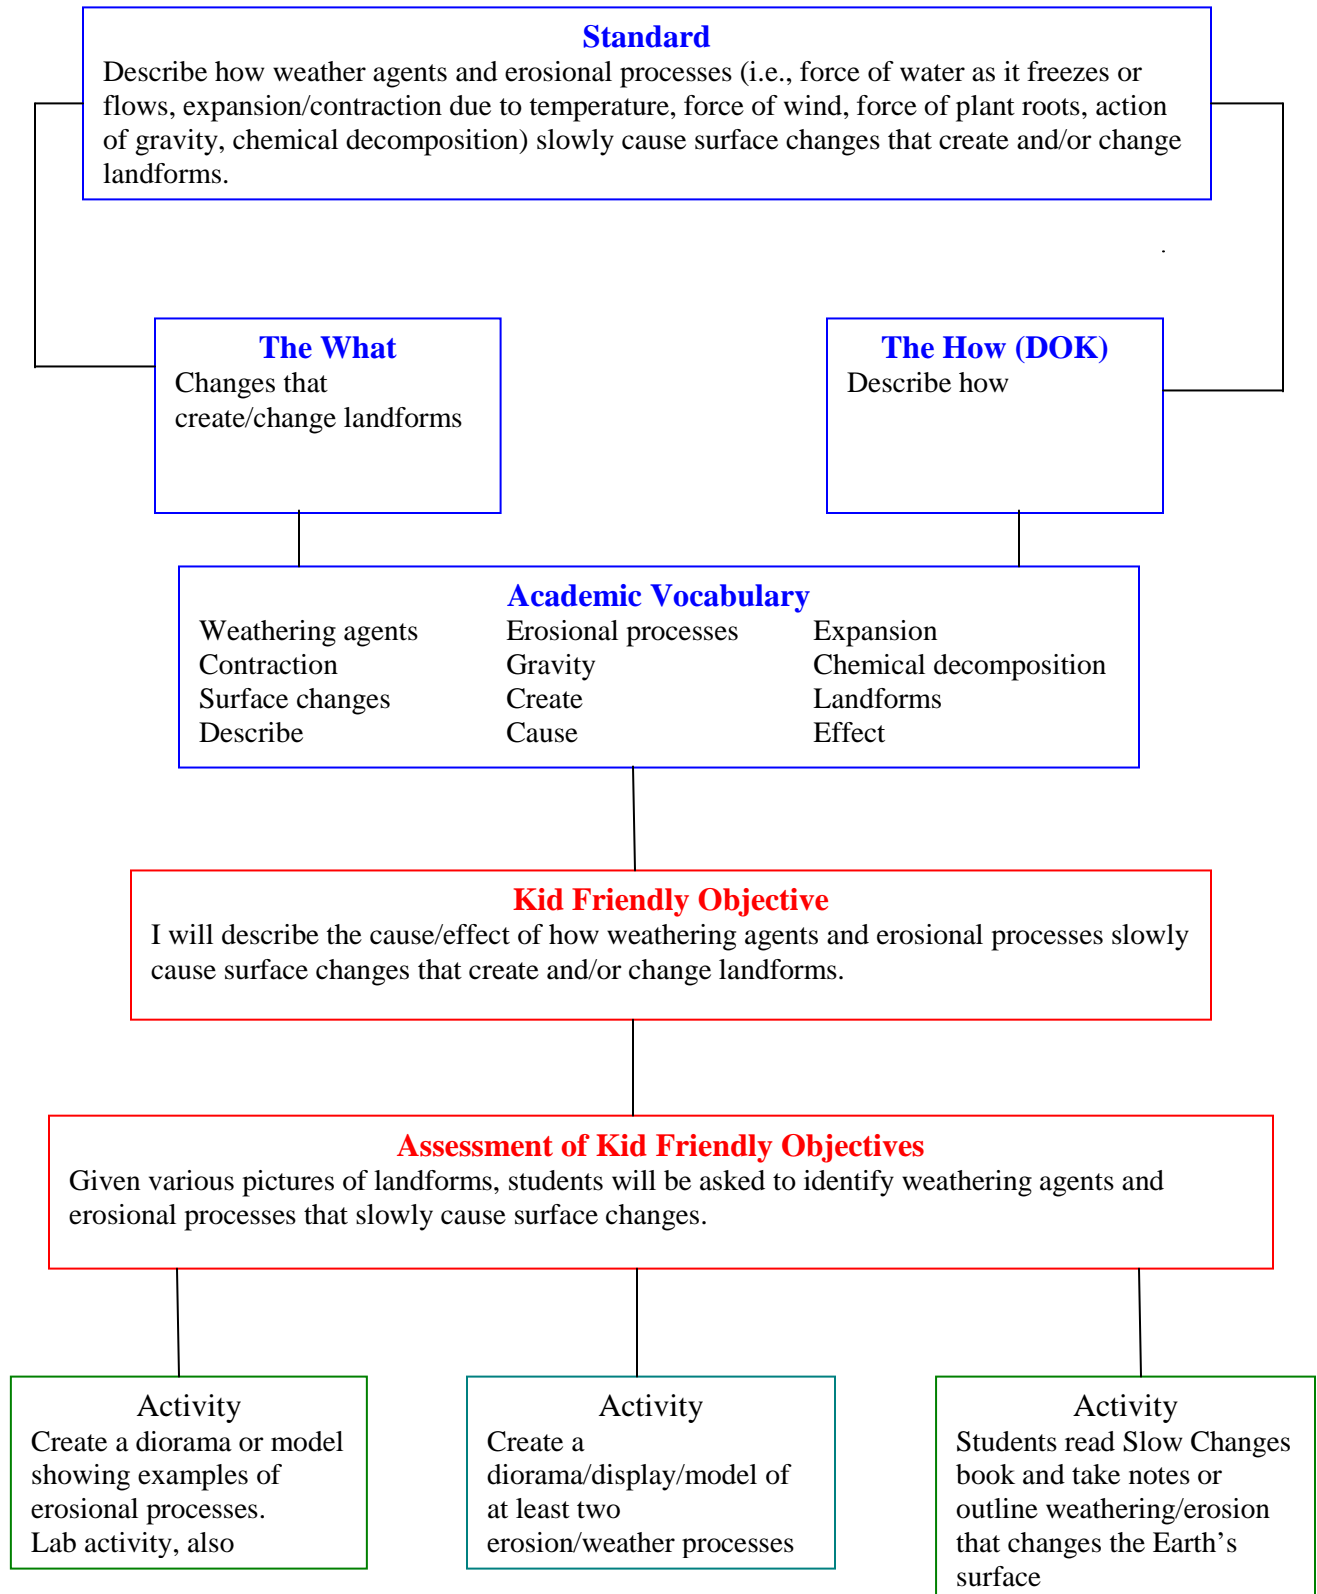 Standard
Describe how weather agents and erosional processes (i.e., force of water as it freezes or
flows, expansion/contraction due to temperature, force of wind, force of plant roots, action
of gravity, chemical decomposition) slowly cause surface changes that create and/or change
landforms.
The What
Changes that
create/change landforms
The How (DOK)
Describe how
Academic Vocabulary
Weathering agents Erosional processes Expansion
Contraction Gravity Chemical decomposition
Surface changes Create Landforms
Describe Cause Effect
Kid Friendly Objective
I will describe the cause/effect of how weathering agents and erosional processes slowly
cause surface changes that create and/or change landforms.
Assessment of Kid Friendly Objectives
Given various pictures of landforms, students will be asked to identify weathering agents and
erosional processes that slowly cause surface changes.
Activity
Create a diorama or model
showing examples of
erosional processes.
Lab activity, also
Activity
Create a
diorama/display/model of
at least two
erosion/weather processes
Activity
Students read Slow Changes
book and take notes or
outline weathering/erosion
that changes the Earth’s
surface